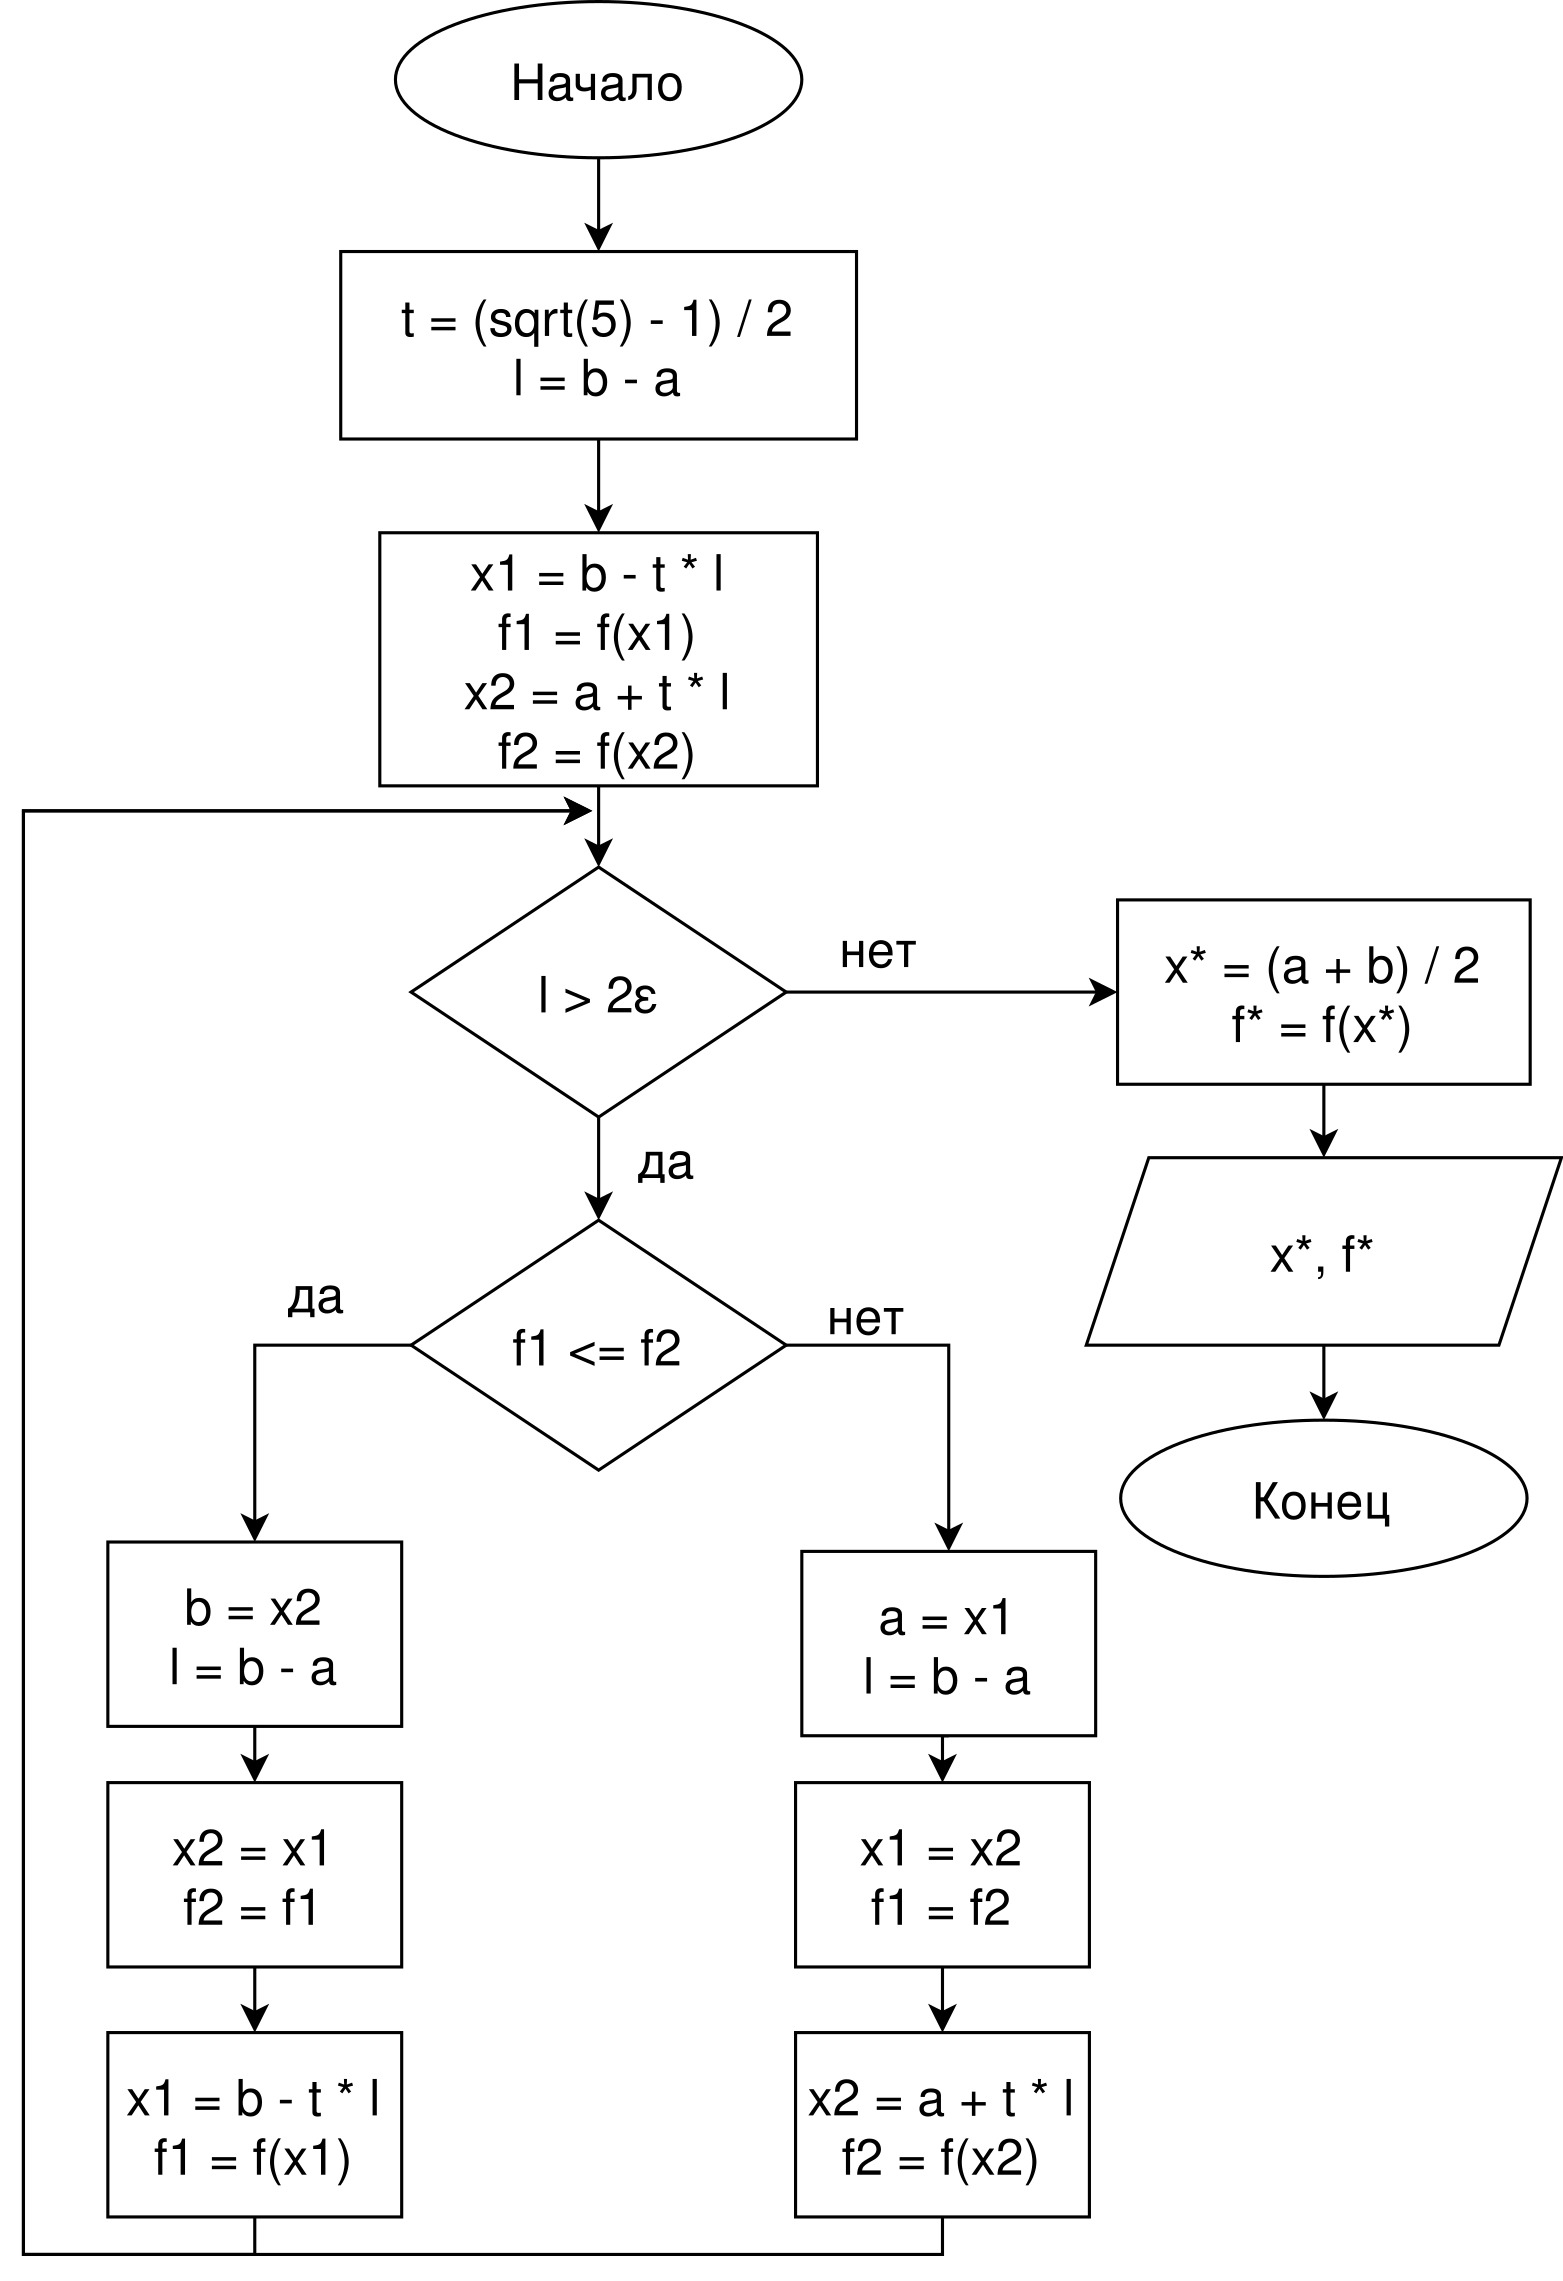 Начало
t = (sqrt(5) - 1) / 2
l = b - a
x1 = b - t * l
f1 = f(x1)
x2 = a + t * l
f2 = f(x2)
l > 2ε
нет
x* = (a + b) / 2
f* = f(x*)
да
x*, f*
f1 <= f2
да
нет
Конец
b = x2
l = b - a
x2 = x1
f2 = f1
x1 = b - t * l
f1 = f(x1)
a = x1
l = b - a
x1 = x2
f1 = f2
x2 = a + t * l
f2 = f(x2)